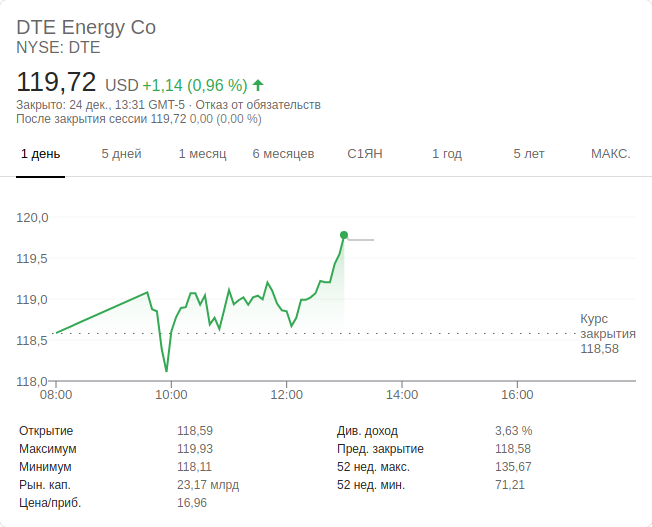 DTE Energy Co
NYSE: DTE
119,72 USD +1,14 (0,96 %)
Закрыто: 24 дек., 13:31 GMT-5 · Отказ от обязательств
После закрытия сессии 119,72 0,00 (0,00 %)
1 день 5 дней 1 месяц 6 месяцев С1ЯН 1 год 5 лет МАКС.
120,0
119,5
119,0
118,5
118,0
Курс
закрытия
118,58
08:00 10:00 12:00 14:00 16:00
Открытие 118,59 Див. доход 3,63 %
Максимум 119,93 Пред. закрытие 118,58
Минимум 118,11 52 нед. макс. 135,67
Рын. кап. 23,17 млрд 52 нед. мин. 71,21
Цена/приб. 16,96